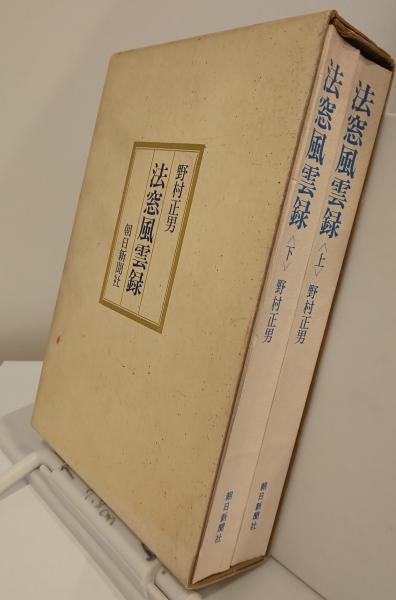 野村正男
法窓風雲録
朝日新聞社
法窓風雲録〈上〉 野村正男 朝日新聞社
法窓風雲録〈下〉 野村正男 朝日新聞社